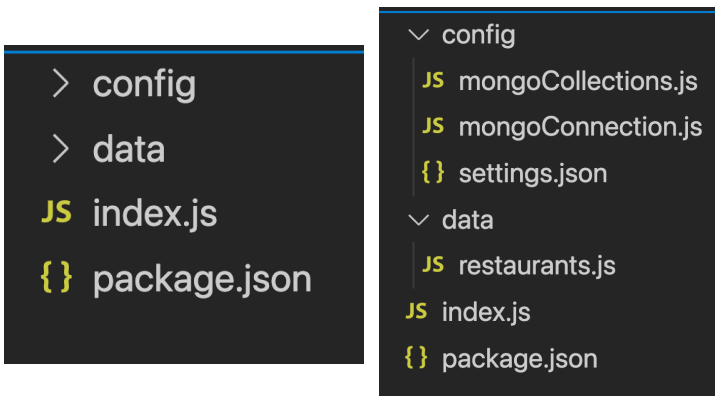 config
data
JS index.js
{ } package.json
config
JS mongoCollections.js
JS mongoConnection.js
{ } settings.json
data
JS restaurants.js
JS index.js
{ } package.json